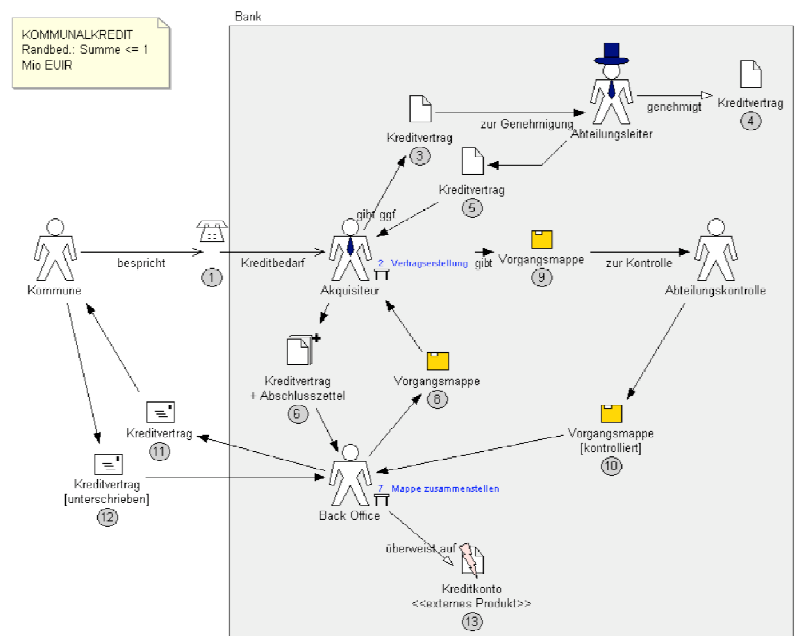 Bank
KOMMUNALKREDIT
Randbed.: Summe <= 1
Mio EUIR
Kreditvertrag
3
zur Genehmigung
Abteilungsleiter
genehmigt
Kreditvertrag
4
Kreditvertrag
5
gibt ggf
Kommune
bespricht
1
Kreditbedarf
Akquisiteur
2 Vertragserstellung
gibt
Vorgangsmappe
9
zur Kontrolle
Abteilungskontrolle
Kreditvertrag
+ Abschlusszettel
6
Vorgangsmappe
8
Kreditvertrag
11
Vorgangsmappe
[kontrolliert]
10
Kreditvertrag
[unterschrieben]
12
Back Office
7 Mappe zusammenstellen
überweist auf
Kreditkonto
<<externes Produkt>>
13